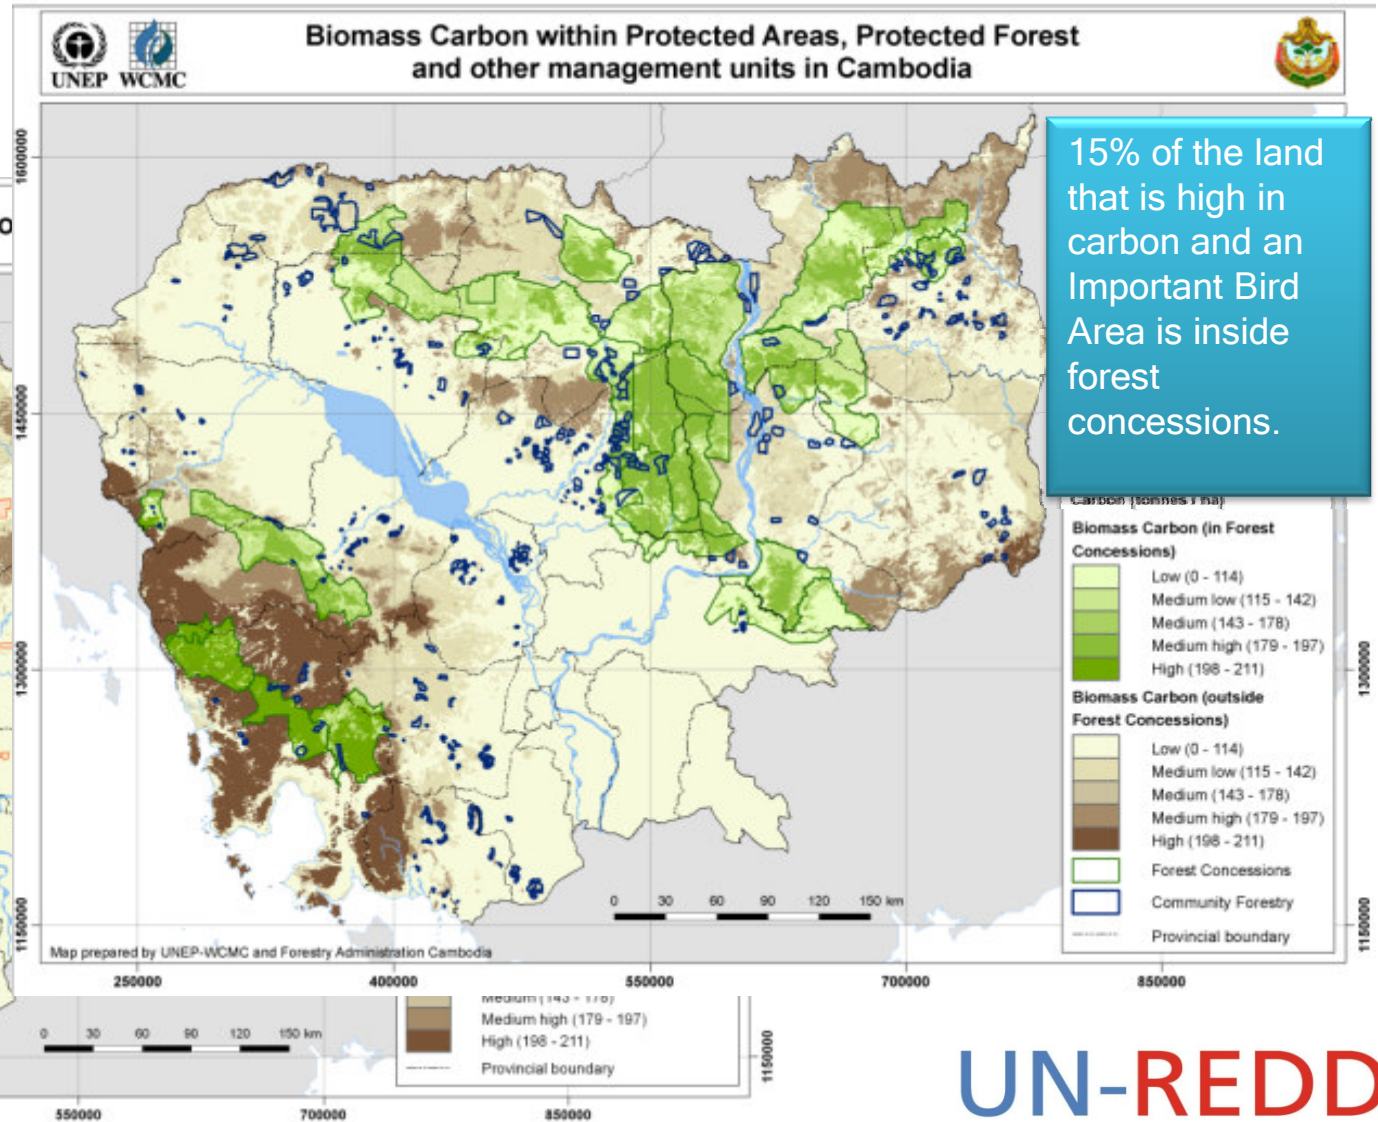 UNEP WCMC
Biomass Carbon within Protected Areas, Protected Forest
and other management units in Cambodia
15% of the land
that is high in
carbon and an
Important Bird
Area is inside
forest
concessions.
1600000
1450000
1300000
1150000
Carbon (tonnes / ha)
Biomass Carbon (in Forest
Concessions)
Low (0 - 114)
Medium low (115 - 142)
Medium (143 - 178)
Medium high (179 - 197)
High (198 - 211)
Biomass Carbon (outside
Forest Concessions)
Low (0 - 114)
Medium low (115 - 142)
Medium (143 - 178)
Medium high (179 - 197)
High (198 - 211)
Forest Concessions
Community Forestry
Provincial boundary
1300000
1150000
0 30 60 90 120 150 km
Map prepared by UNEP-WCMC and Forestry Administration Cambodia
250000 400000 550000 700000 850000
Medium (143 - 178)
Medium high (179 - 197)
High (198 - 211)
Provincial boundary
0 30 60 90 120 150 km
1150000
550000 700000 850000
UN-REDD